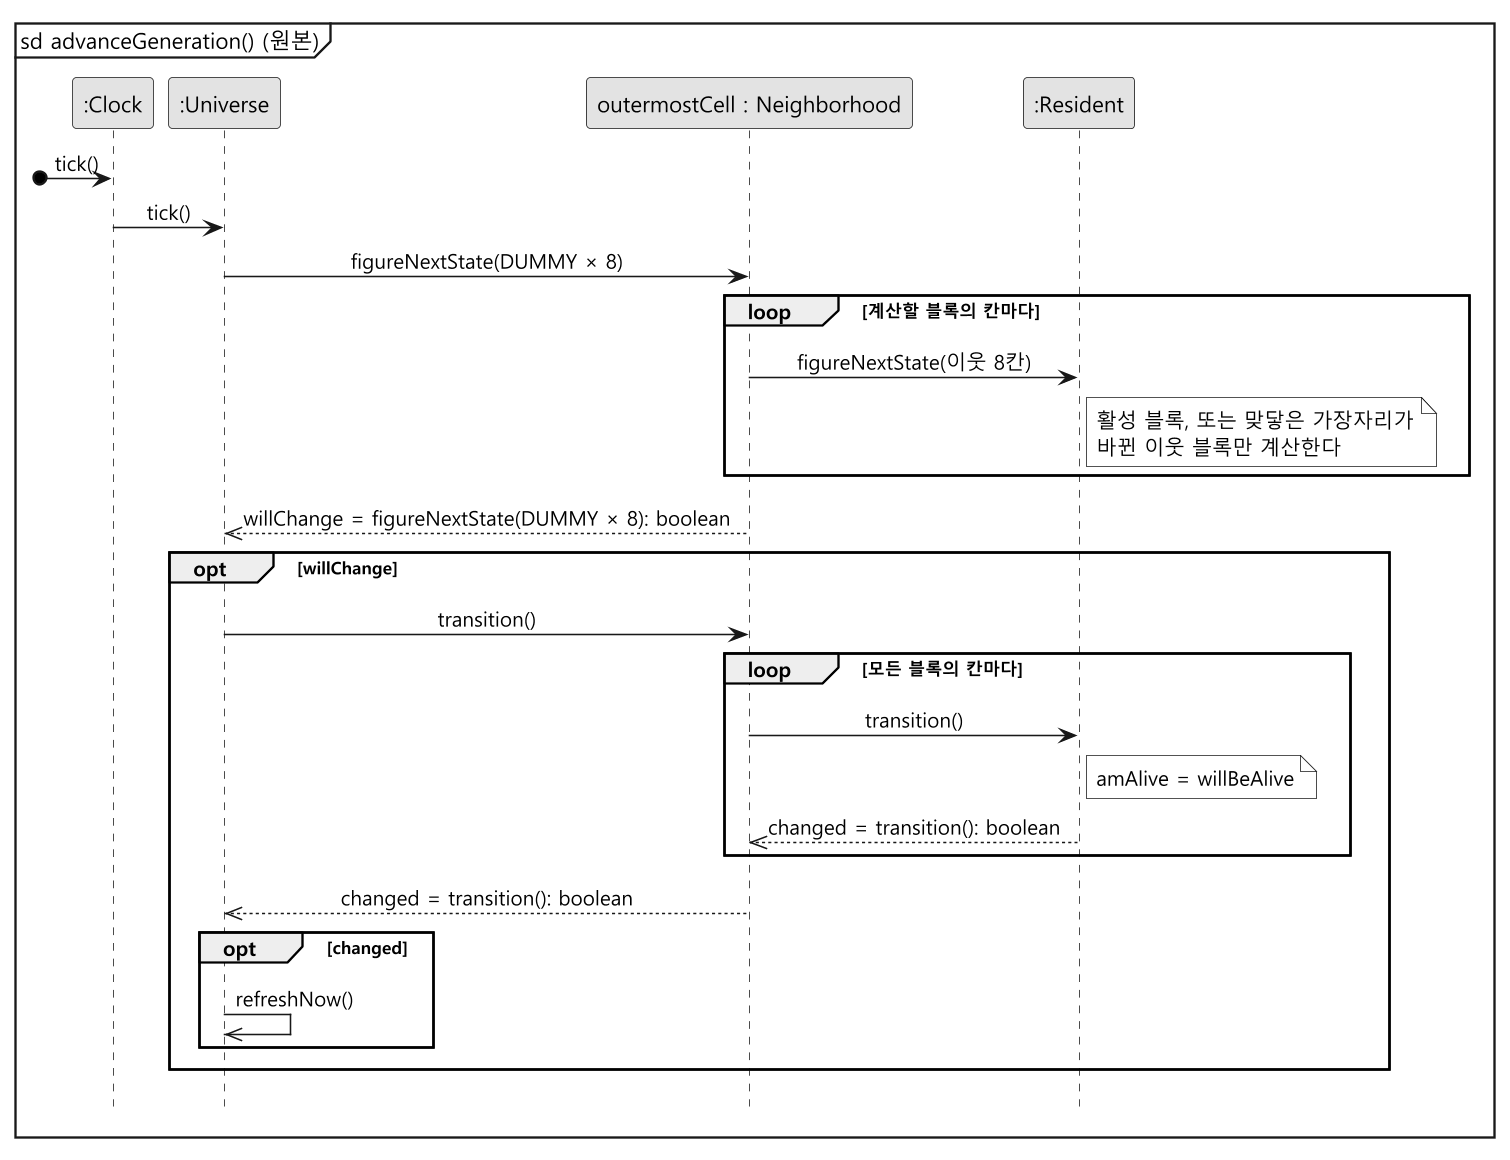 sd advanceGeneration() (원본)
:Clock
:Universe
outermostCell : Neighborhood
:Resident
tick()
tick()
figureNextState(DUMMY × 8)
loop
[계산할 블록의 칸마다]
figureNextState(이웃 8칸)
활성 블록, 또는 맞닿은 가장자리가
바뀐 이웃 블록만 계산한다
willChange = figureNextState(DUMMY × 8): boolean
opt
[willChange]
transition()
loop
[모든 블록의 칸마다]
transition()
amAlive = willBeAlive
changed = transition(): boolean
changed = transition(): boolean
opt
[changed]
refreshNow()